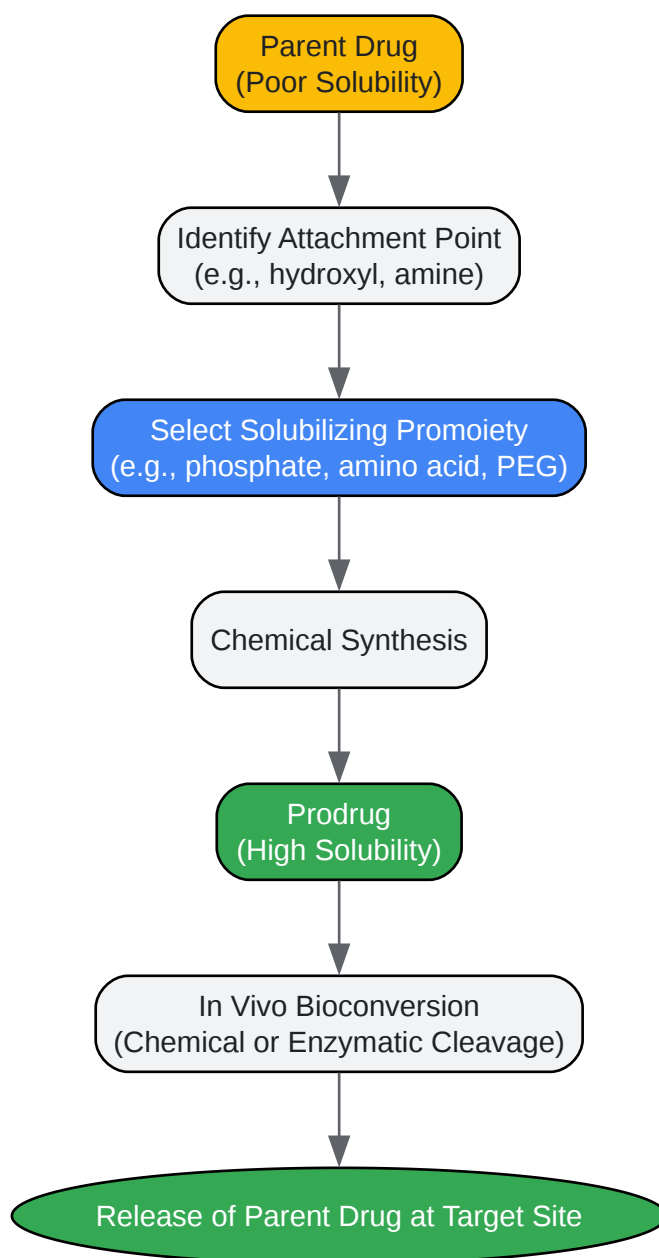 Parent Drug
(Poor Solubility)
Identify Attachment Point
(e.g., hydroxyl, amine)
Select Solubilizing Promoiety
(e.g., phosphate, amino acid, PEG)
Chemical Synthesis
Prodrug
(High Solubility)
In Vivo Bioconversion
(Chemical or Enzymatic Cleavage)
Release of Parent Drug at Target Site